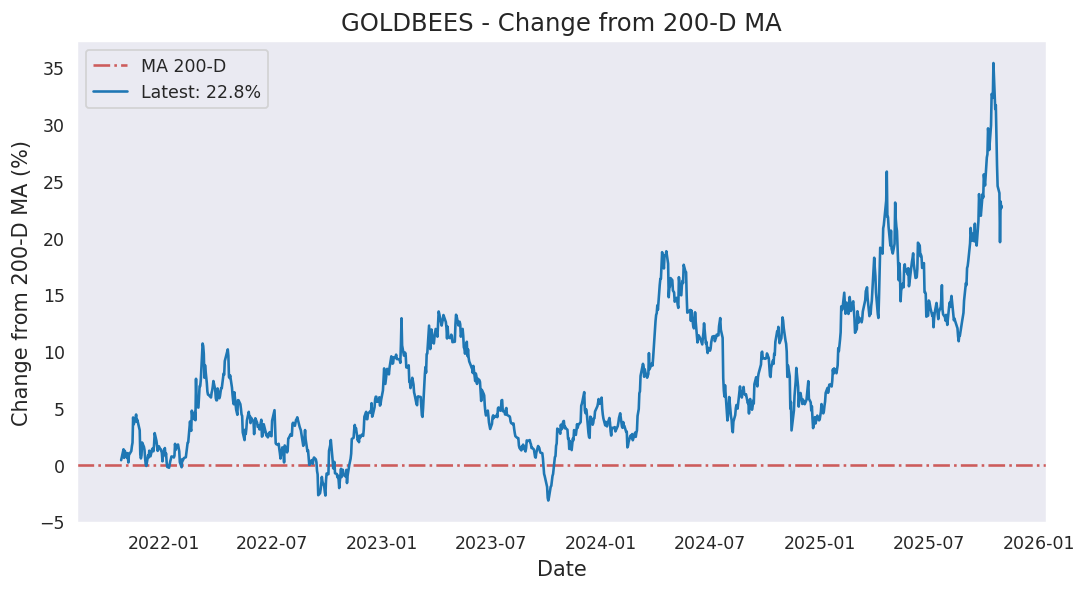 GOLDBEES - Change from 200-D MA
MA 200-D
Latest: 22.8%
Change from 200-D MA (%)
35
30
25
20
15
10
5
0
−5
2022-01 2022-07 2023-01 2023-07 2024-01 2024-07 2025-01 2025-07 2026-01
Date